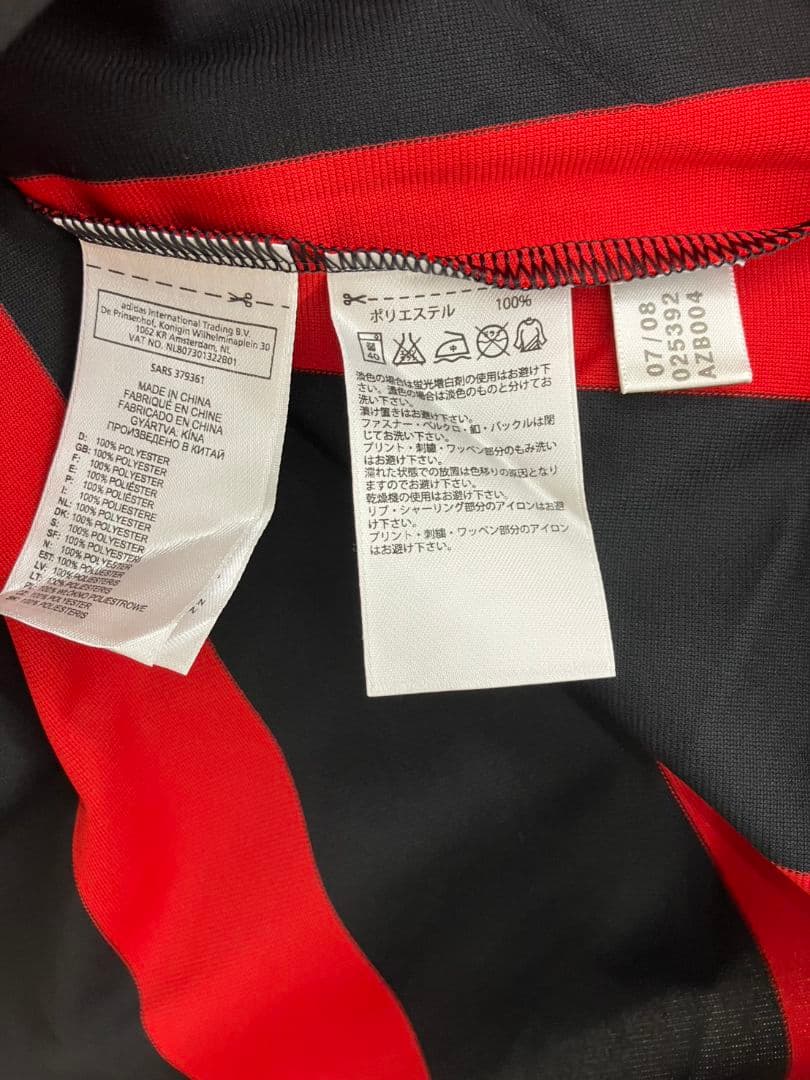 adidas International Trading B.V.
De Prinsenhof, Konigin Wilhelminaplein 30
1062 KR Amsterdam, NL
VAT NO. NL807301322B01
SARS 379361
MADE IN CHINA
FABRIQUÉ EN CHINE
FABRICADO EN CHINA
GYÁRTVA: KÍNA
ПРОИЗВЕДЕНО В КИТАЙ
D: 100% POLYESTER
GB: 100% POLYESTER
F: 100% POLYESTER
E: 100% POLIÉSTER
P: 100% POLIÉSTER
I: 100% POLIESTERE
NL: 100% POLYESTER
DK: 100% POLYESTER
S: 100% POLYESTER
SF: 100% POLYESTERI
N: 100% POLYESTER
EST: 100% POLUESTER
LV: 100% POLIESTERIS
LT: 100% POLIESTERIS
100% WŁÓKNO POLIESTROWE
100% POLYESTER
100% POLIESTERIS
ポリエステル 100%
40
淡色の場合は蛍光増白剤の使用はお避け下
さい。濃色の場合は淡色のものと分けてお
洗い下さい。
漬け置きはお避け下さい。
ファスナー・ベルクロ・釦・バックルは閉
じてお洗い下さい。
プリント・刺繍・ワッペン部分のもみ洗い
はお避け下さい。
濡れた状態での放置は色移りの原因となり
ますのでお避け下さい。
乾燥機の使用はお避け下さい。
リブ・シャーリング部分のアイロンはお避
け下さい。
プリント・刺繍・ワッペン部分のアイロン
はお避け下さい。
07/08
025392
AZB004